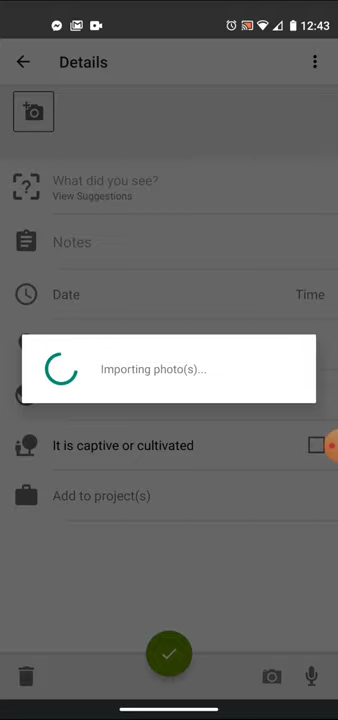 12:43
Details
What did you see?
View Suggestions
Notes
Date Time
Importing photo(s)...
It is captive or cultivated
Add to project(s)